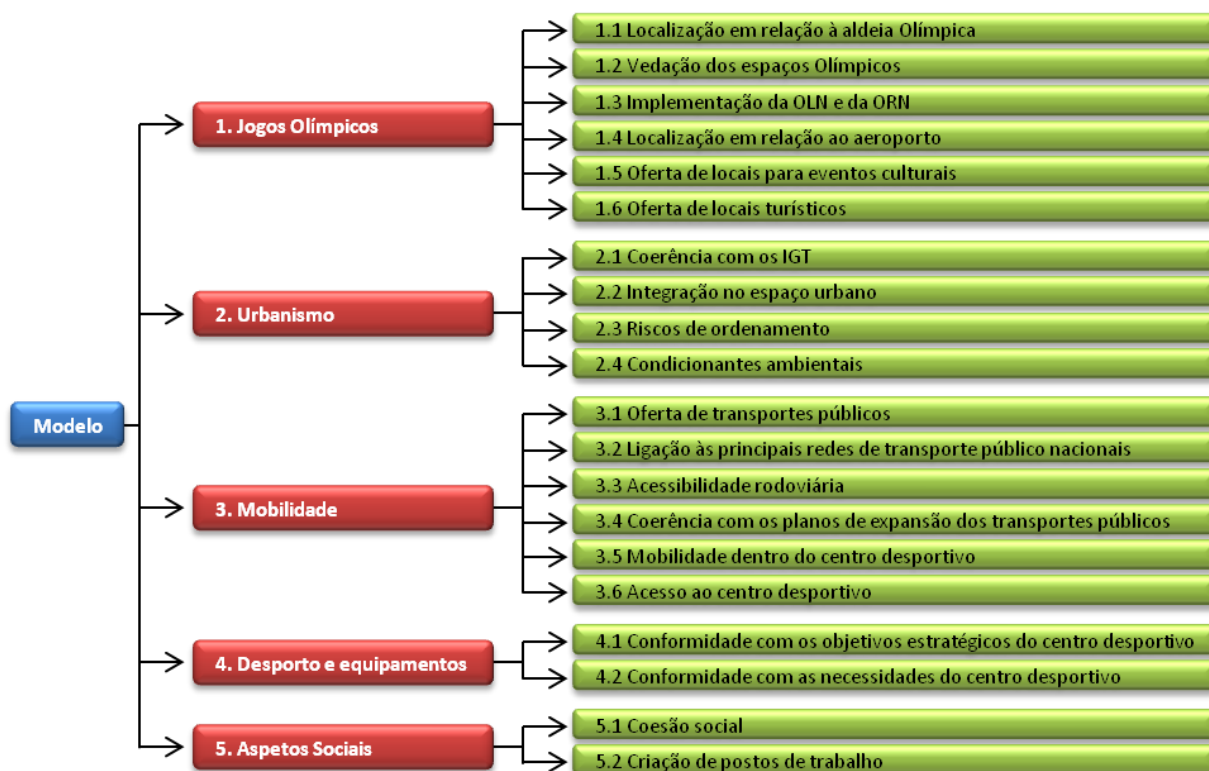 Modelo
1. Jogos Olímpicos
1.1 Localização em relação à aldeia Olímpica
1.2 Vedação dos espaços Olímpicos
1.3 Implementação da OLN e da ORN
1.4 Localização em relação ao aeroporto
1.5 Oferta de locais para eventos culturais
1.6 Oferta de locais turísticos
2. Urbanismo
2.1 Coerência com os IGT
2.2 Integração no espaço urbano
2.3 Riscos de ordenamento
2.4 Condicionantes ambientais
3. Mobilidade
3.1 Oferta de transportes públicos
3.2 Ligação às principais redes de transporte público nacionais
3.3 Acessibilidade rodoviária
3.4 Coerência com os planos de expansão dos transportes públicos
3.5 Mobilidade dentro do centro desportivo
3.6 Acesso ao centro desportivo
4. Desporto e equipamentos
4.1 Conformidade com os objetivos estratégicos do centro desportivo
4.2 Conformidade com as necessidades do centro desportivo
5. Aspetos Sociais
5.1 Coesão social
5.2 Criação de postos de trabalho